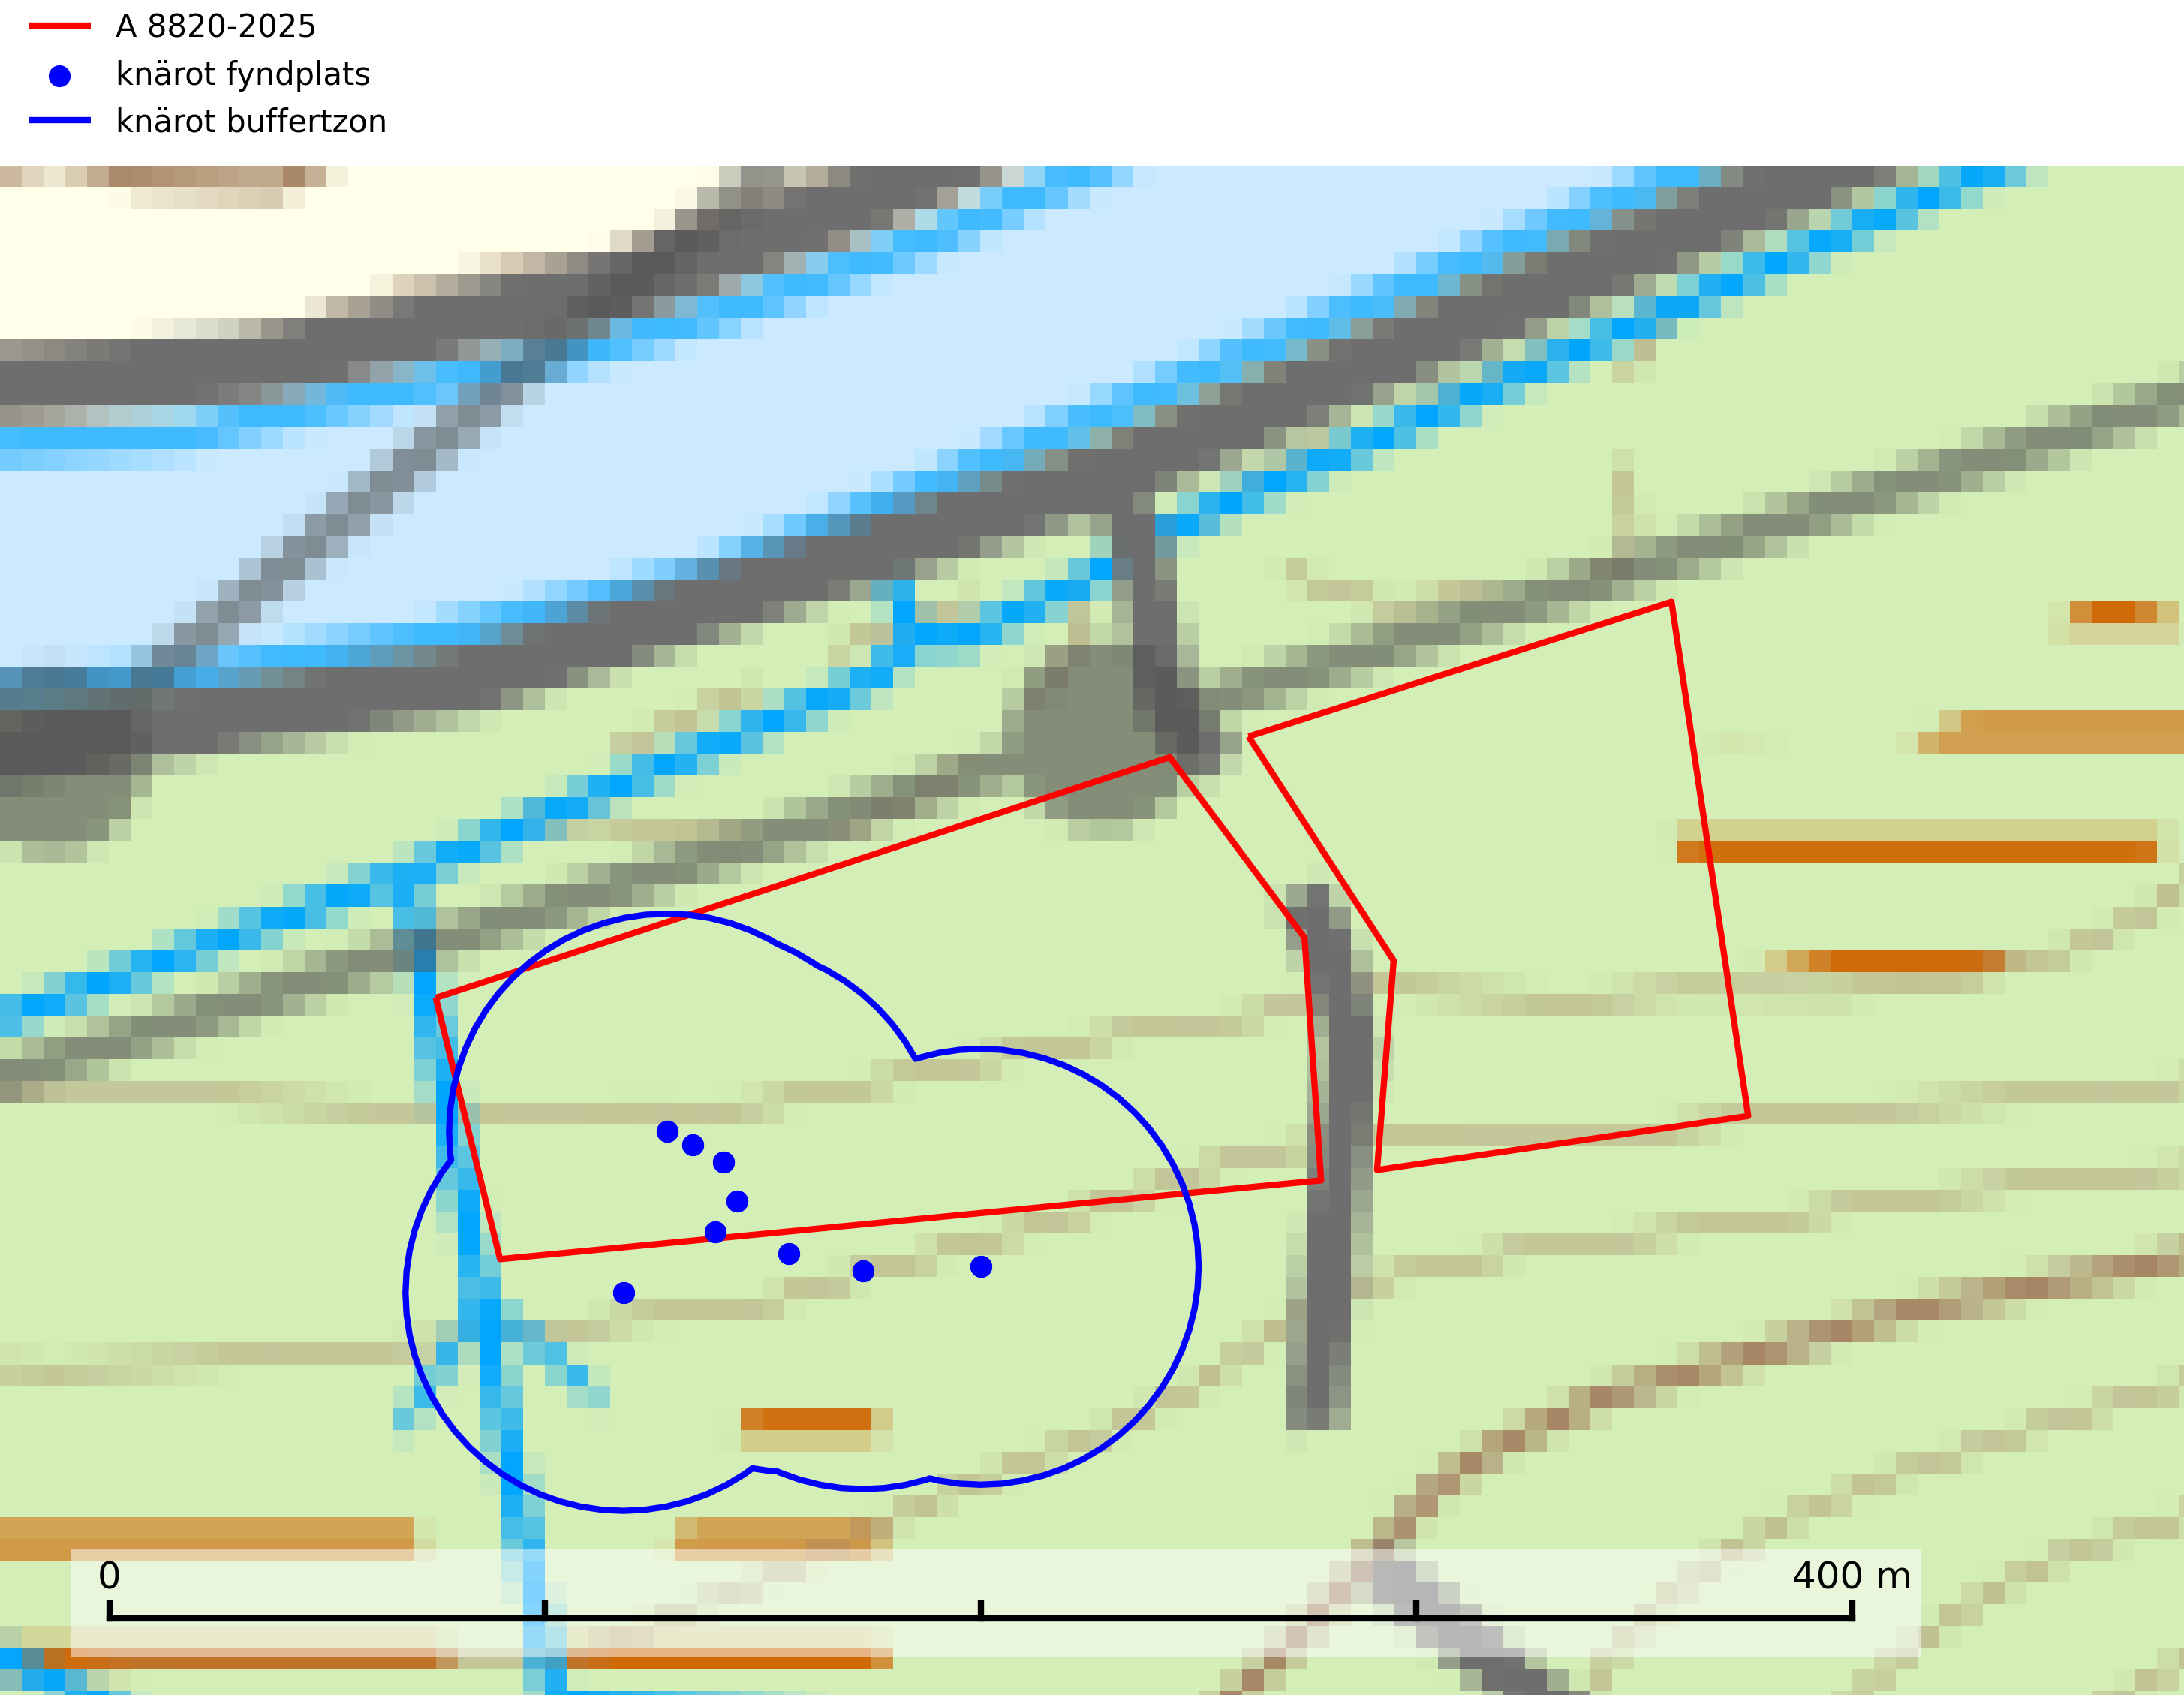 A 8820-2025
knärot fyndplats
knärot buffertzon
0
400 m